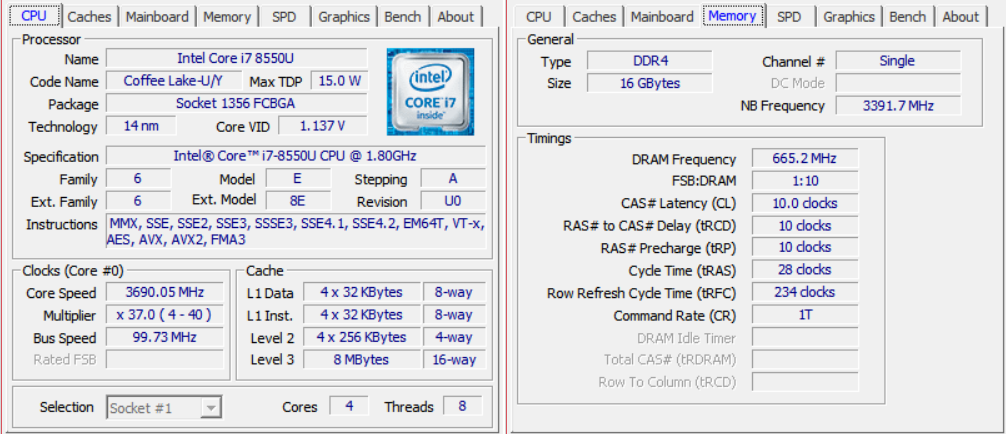 CPU Caches Mainboard Memory SPD Graphics Bench About
Processor
Name Intel Core i7 8550U
Code Name Coffee Lake-U/Y Max TDP 15.0 W
Package Socket 1356 FCBGA
Technology 14 nm Core VID 1.137 V
(intel)
CORE i7
inside™
Specification Intel® Core™ i7-8550U CPU @ 1.80GHz
Family 6 Model E Stepping A
Ext. Family 6 Ext. Model 8E Revision U0
Instructions MMX, SSE, SSE2, SSE3, SSSE3, SSE4.1, SSE4.2, EM64T, VT-x,
AES, AVX, AVX2, FMA3
Clocks (Core #0)
Core Speed 3690.05 MHz
Multiplier x 37.0 ( 4 - 40 )
Bus Speed 99.73 MHz
Rated FSB
Cache
L1 Data 4 x 32 KBytes 8-way
L1 Inst. 4 x 32 KBytes 8-way
Level 2 4 x 256 KBytes 4-way
Level 3 8 MBytes 16-way
Selection Socket #1 Cores 4 Threads 8
CPU Caches Mainboard Memory SPD Graphics Bench About
General
Type DDR4 Channel # Single
Size 16 GBytes DC Mode
NB Frequency 3391.7 MHz
Timings
DRAM Frequency 665.2 MHz
FSB:DRAM 1:10
CAS# Latency (CL) 10.0 clocks
RAS# to CAS# Delay (tRCD) 10 clocks
RAS# Precharge (tRP) 10 clocks
Cycle Time (tRAS) 28 clocks
Row Refresh Cycle Time (tRFC) 234 clocks
Command Rate (CR) 1T
DRAM Idle Timer
Total CAS# (tRDRAM)
Row To Column (tRCD)